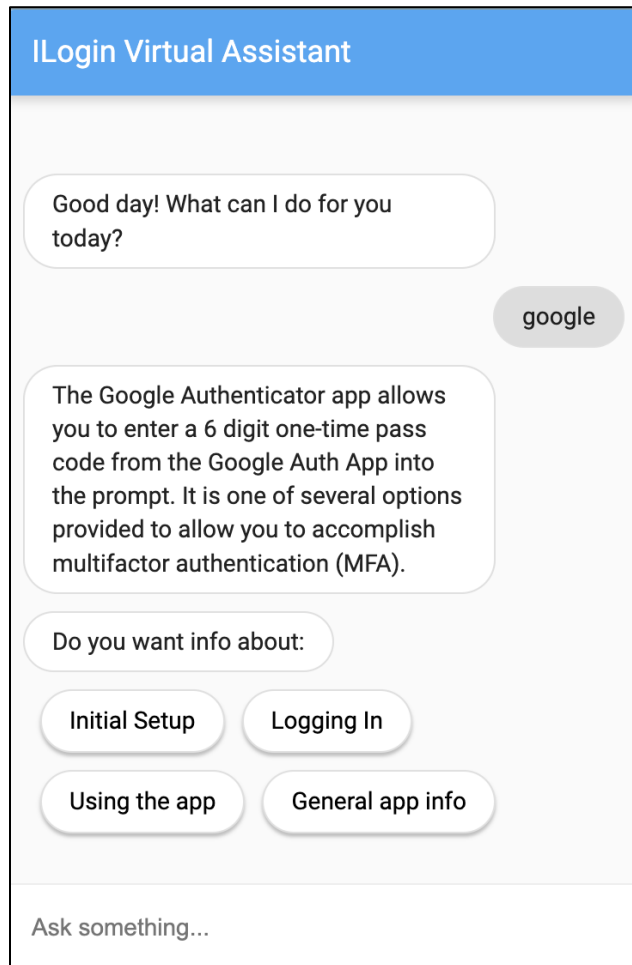 ILogin Virtual Assistant
Good day! What can I do for you
today?
google
The Google Authenticator app allows
you to enter a 6 digit one-time pass
code from the Google Auth App into
the prompt. It is one of several options
provided to allow you to accomplish
multifactor authentication (MFA).
Do you want info about:
Initial Setup
Logging In
Using the app
General app info
Ask something...